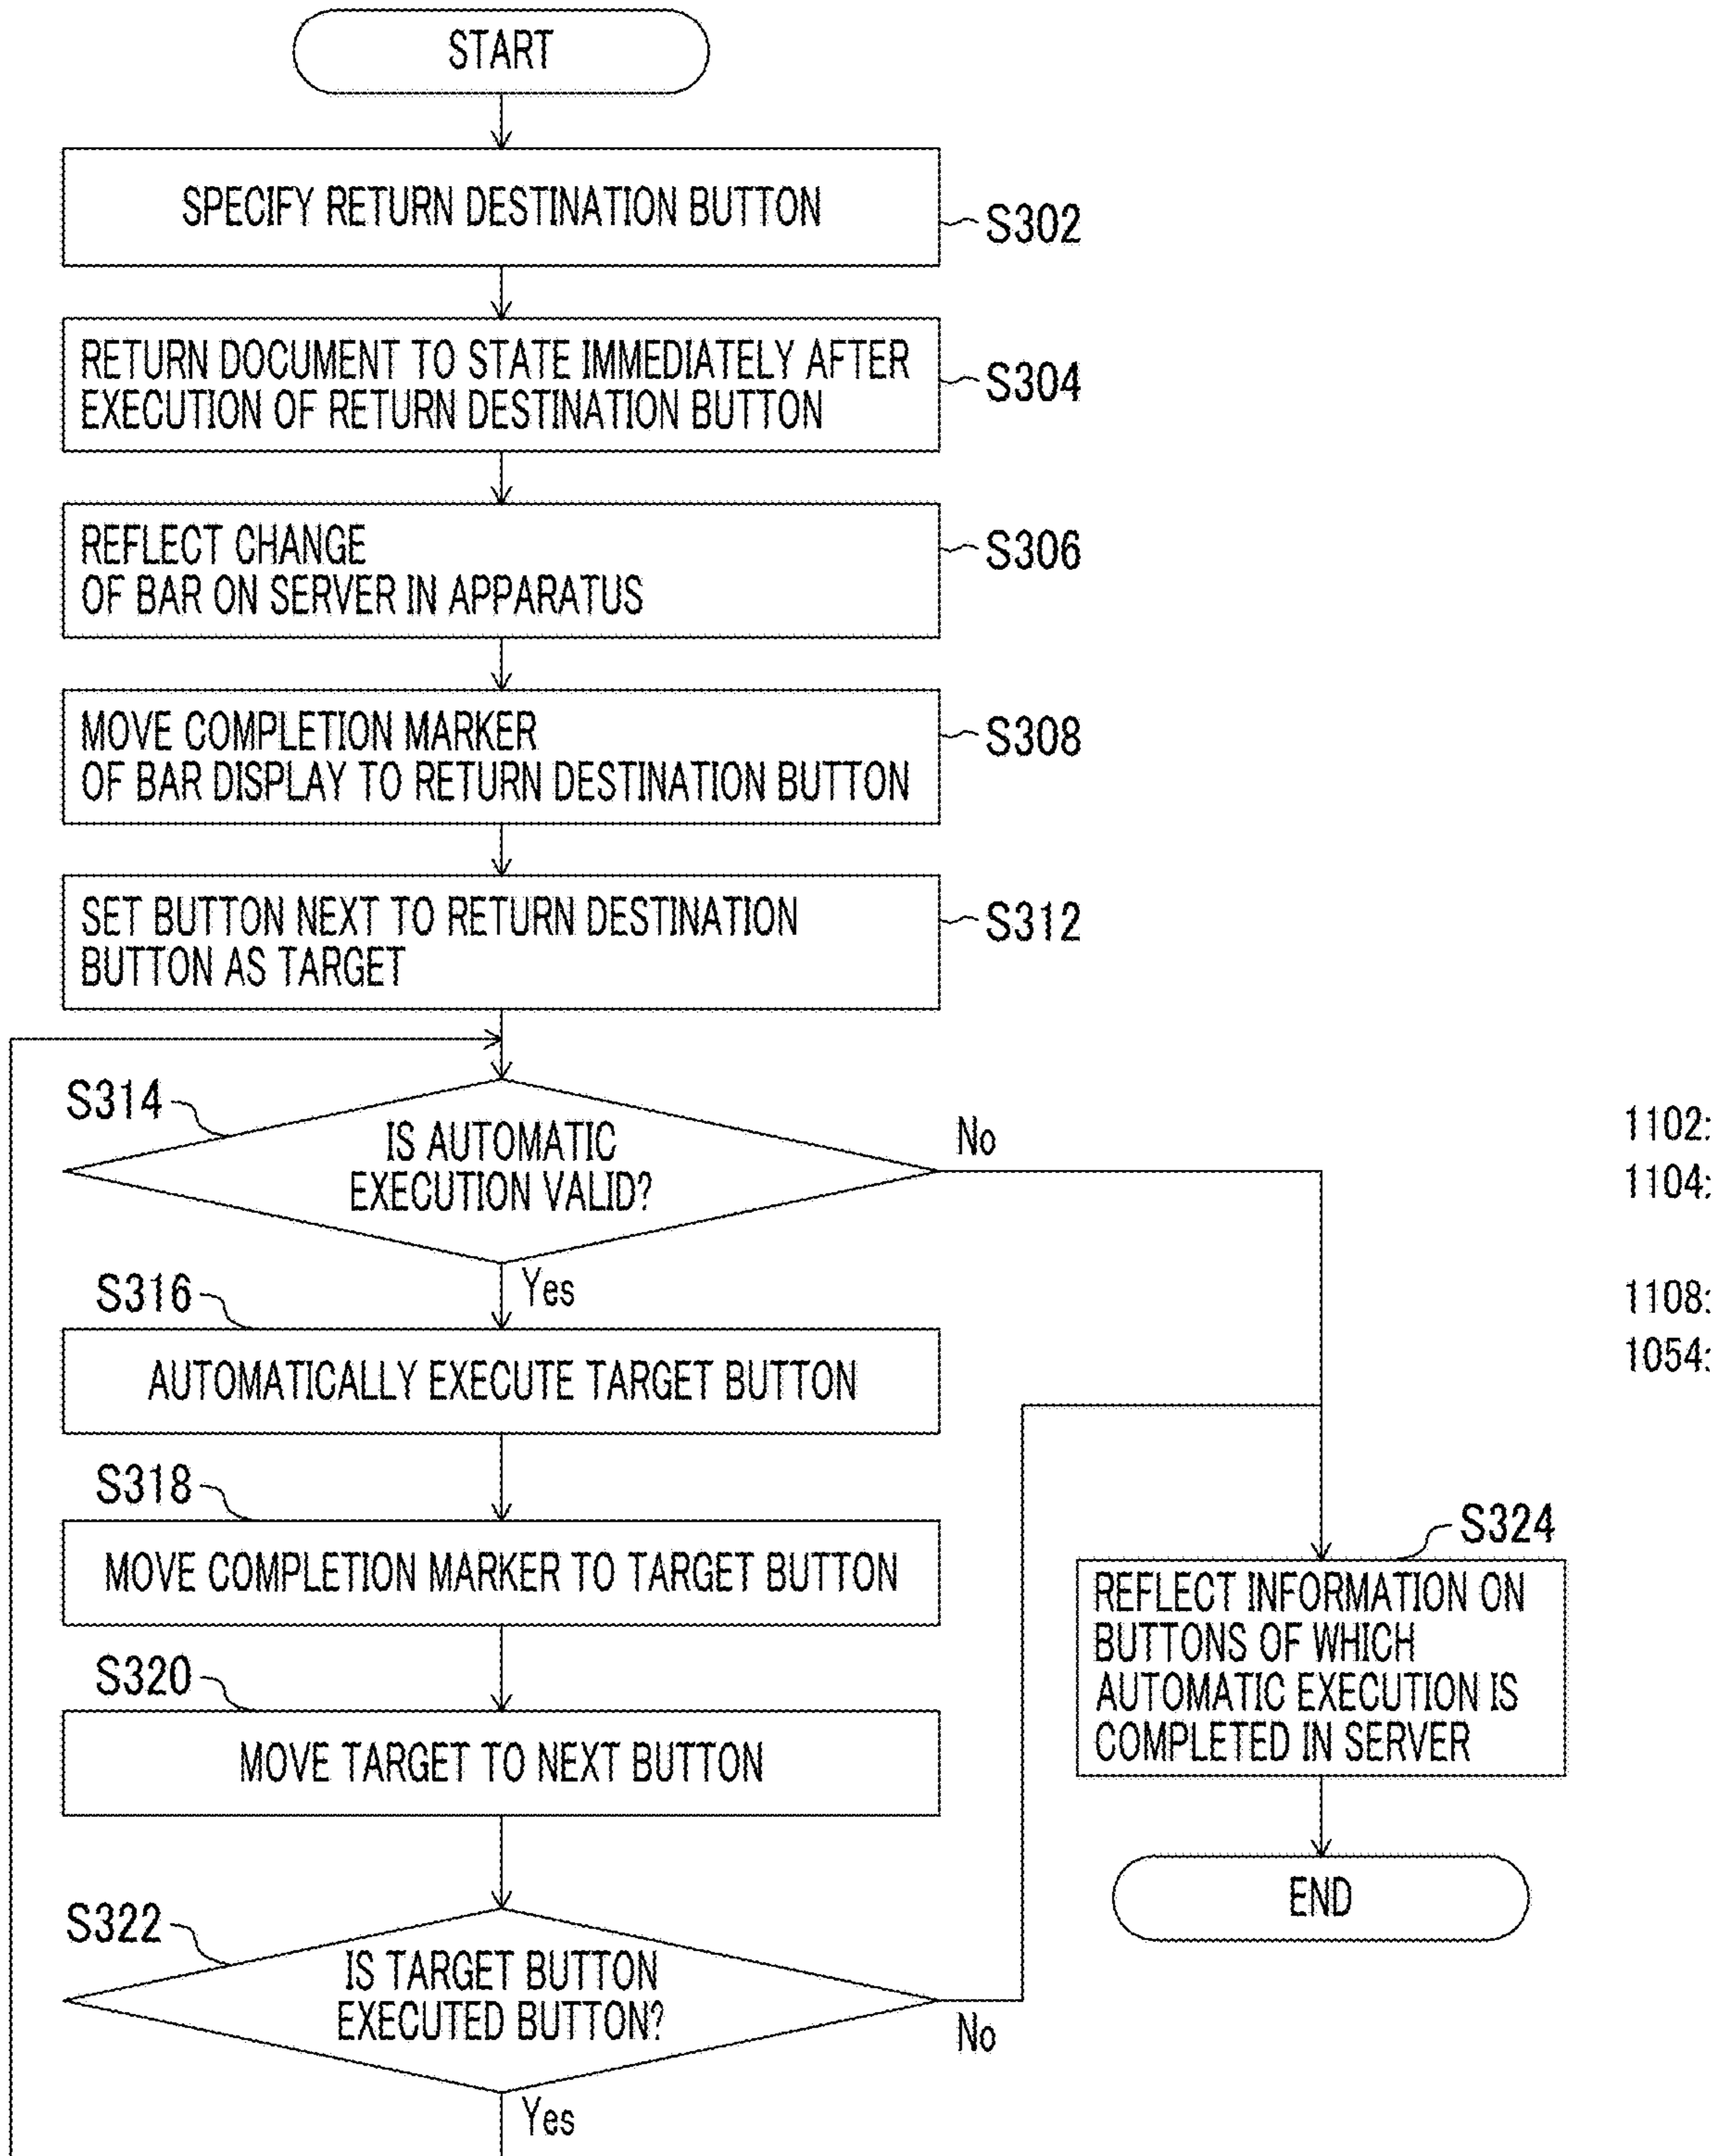 START
SPECIFY RETURN DESTINATION BUTTON
S302
RETURN DOCUMENT TO STATE IMMEDIATELY AFTER
EXECUTION OF RETURN DESTINATION BUTTON
S304
REFLECT CHANGE
OF BAR ON SERVER IN APPARATUS
S306
MOVE COMPLETION MARKER
OF BAR DISPLAY TO RETURN DESTINATION BUTTON
S308
SET BUTTON NEXT TO RETURN DESTINATION
BUTTON AS TARGET
S312
S314
IS AUTOMATIC
EXECUTION VALID?
No
Yes
S316
AUTOMATICALLY EXECUTE TARGET BUTTON
S318
MOVE COMPLETION MARKER TO TARGET BUTTON
S320
MOVE TARGET TO NEXT BUTTON
S322
IS TARGET BUTTON
EXECUTED BUTTON?
No
Yes
S324
REFLECT INFORMATION ON
BUTTONS OF WHICH
AUTOMATIC EXECUTION IS
COMPLETED IN SERVER
END
1102:
1104:
1108:
1054: